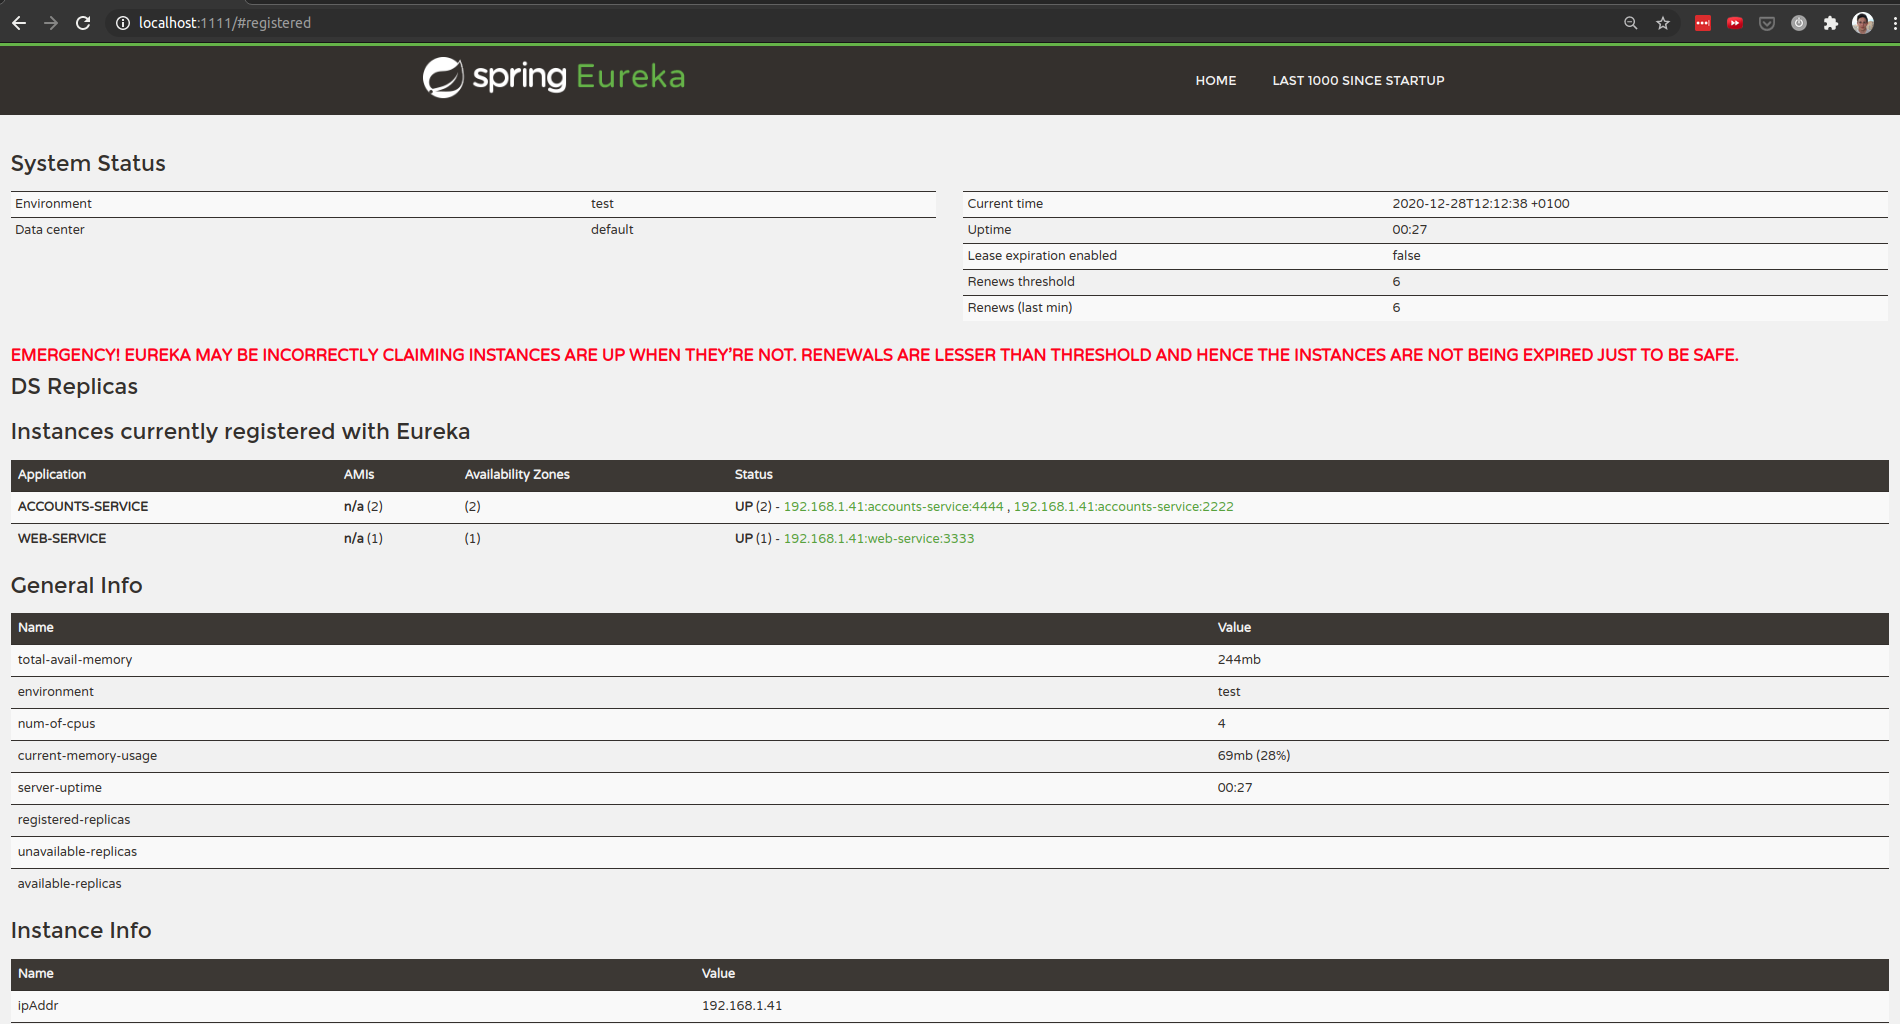 localhost:1111/#registered
spring Eureka
HOME LAST 1000 SINCE STARTUP
System Status
Environment test
Data center default
Current time 2020-12-28T12:12:38 +0100
Uptime 00:27
Lease expiration enabled false
Renews threshold 6
Renews (last min) 6
EMERGENCY! EUREKA MAY BE INCORRECTLY CLAIMING INSTANCES ARE UP WHEN THEY'RE NOT. RENEWALS ARE LESSER THAN THRESHOLD AND HENCE THE INSTANCES ARE NOT BEING EXPIRED JUST TO BE SAFE.
DS Replicas
Instances currently registered with Eureka
Application AMIs Availability Zones Status
ACCOUNTS-SERVICE n/a (2) (2) UP (2) - 192.168.1.41:accounts-service:4444 , 192.168.1.41:accounts-service:2222
WEB-SERVICE n/a (1) (1) UP (1) - 192.168.1.41:web-service:3333
General Info
Name Value
total-avail-memory 244mb
environment test
num-of-cpus 4
current-memory-usage 69mb (28%)
server-uptime 00:27
registered-replicas
unavailable-replicas
available-replicas
Instance Info
Name Value
ipAddr 192.168.1.41